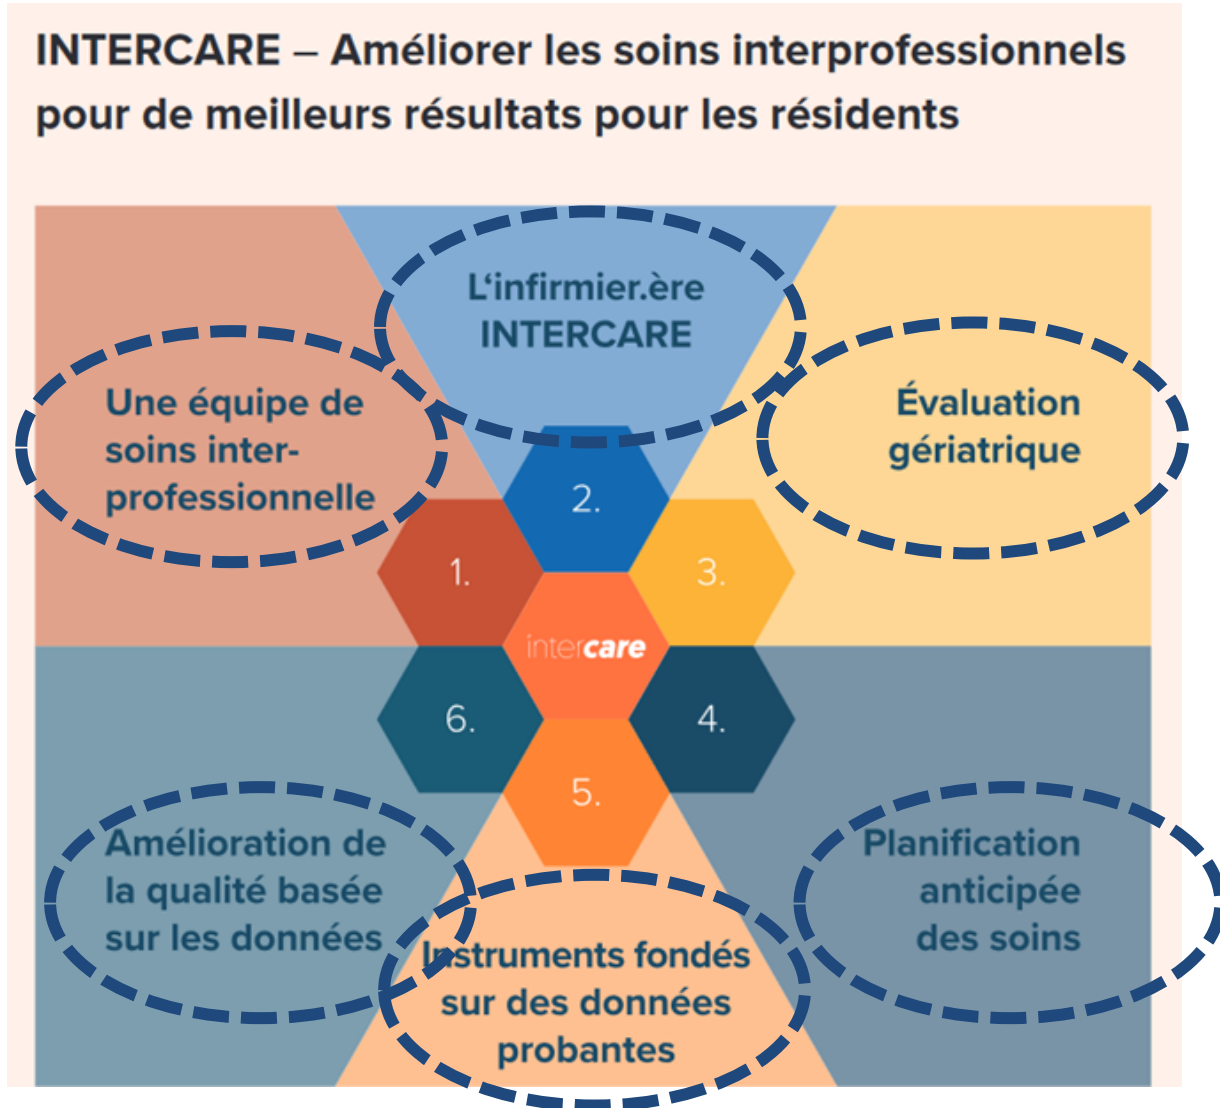 INTERCARE – Améliorer les soins interprofessionnels
pour de meilleurs résultats pour les résidents
L‘infirmier.ère
INTERCARE
Une équipe de
soins inter-
professionnelle
Évaluation
gériatrique
2.
1.
3.
intercare
6.
4.
5.
Amélioration de
la qualité basée
sur les données
Planification
anticipée
des soins
Instruments fondés
sur des données
probantes